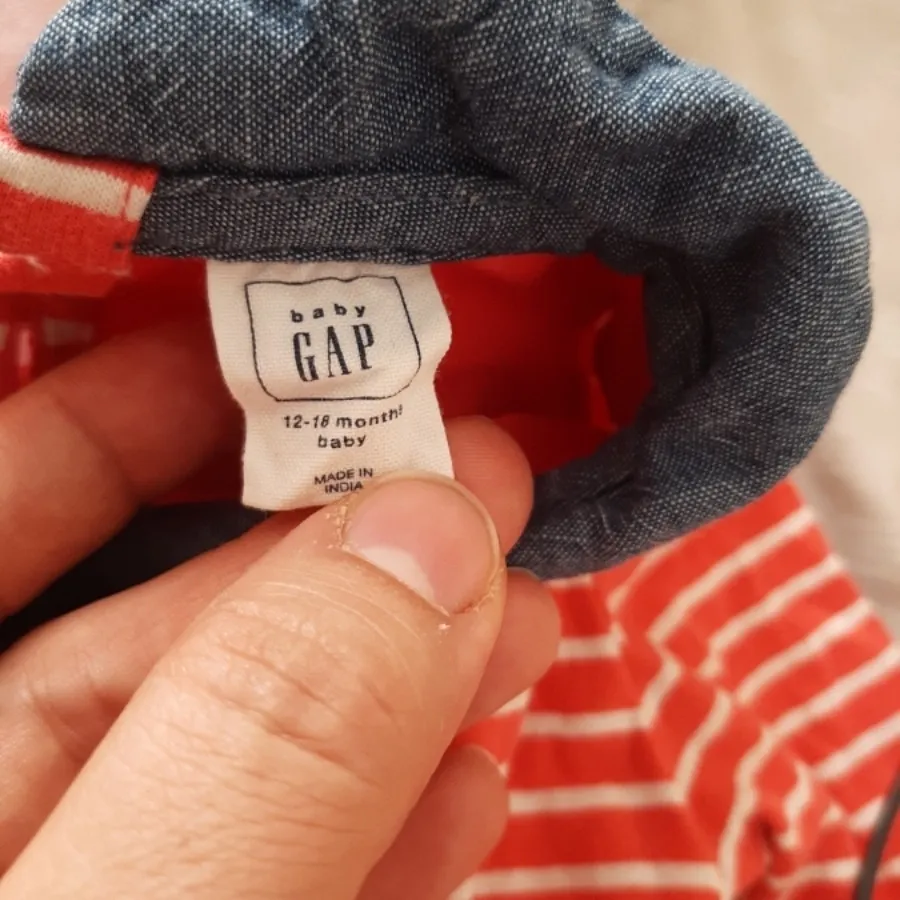 baby
GAP
12-18 months
baby
MADE IN
INDIA